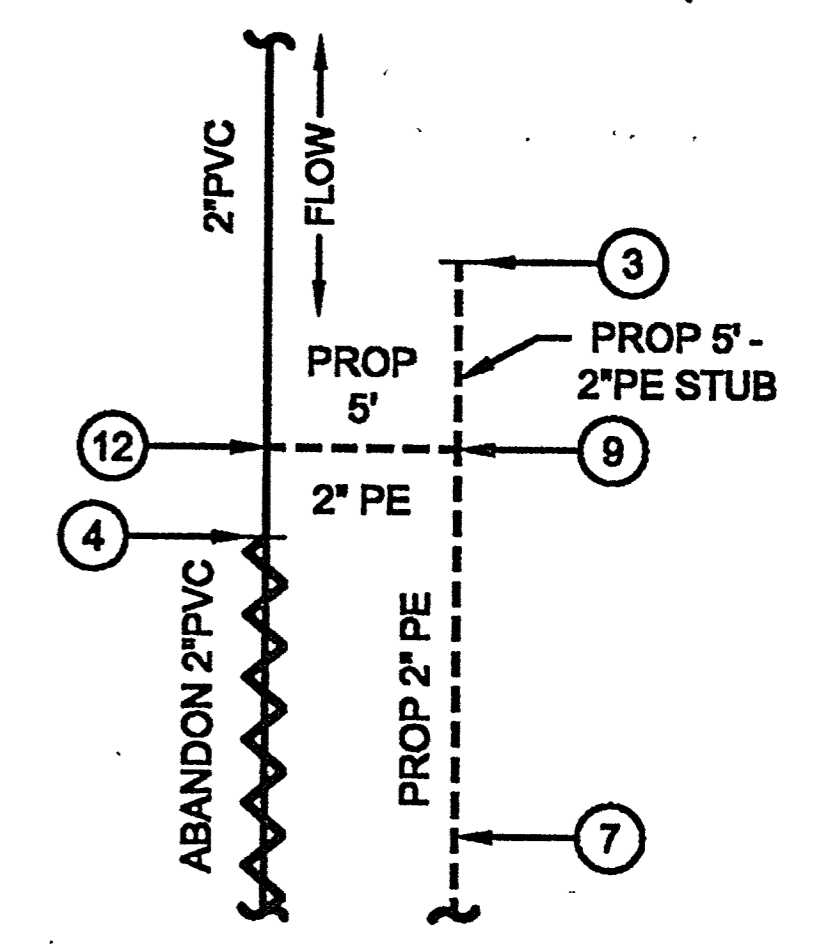 2"PVC
FLOW
3
PROP 5' -
2"PE STUB
PROP
5'
12
9
2" PE
4
ABANDON 2"PVC
PROP 2" PE
7